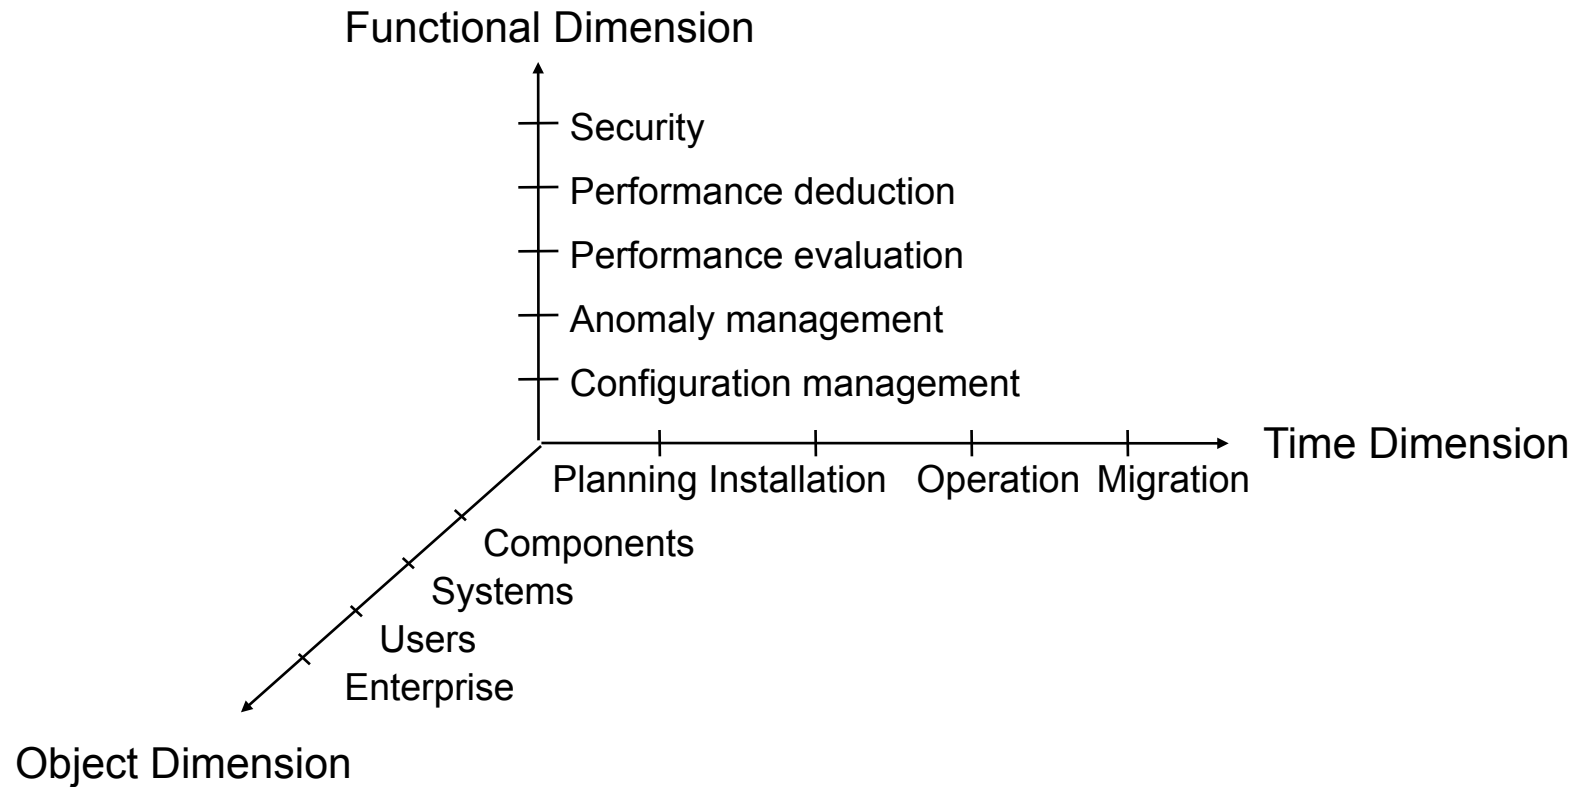 Functional Dimension
Security
Performance deduction
Performance evaluation
Anomaly management
Configuration management
Time Dimension
Planning Installation Operation Migration
Components
Systems
Users
Enterprise
Object Dimension